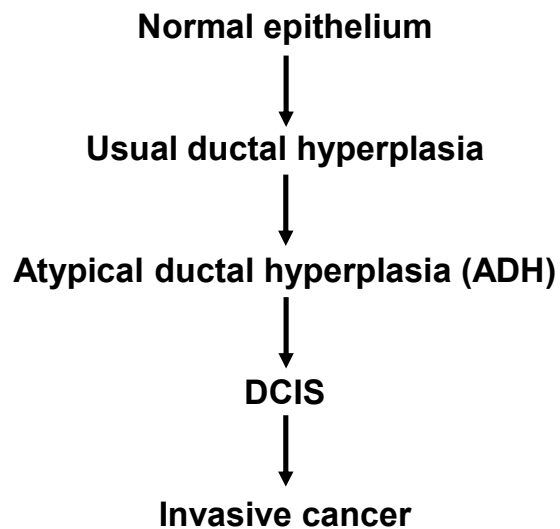 Normal epithelium
Usual ductal hyperplasia
Atypical ductal hyperplasia (ADH)
DCIS
Invasive cancer